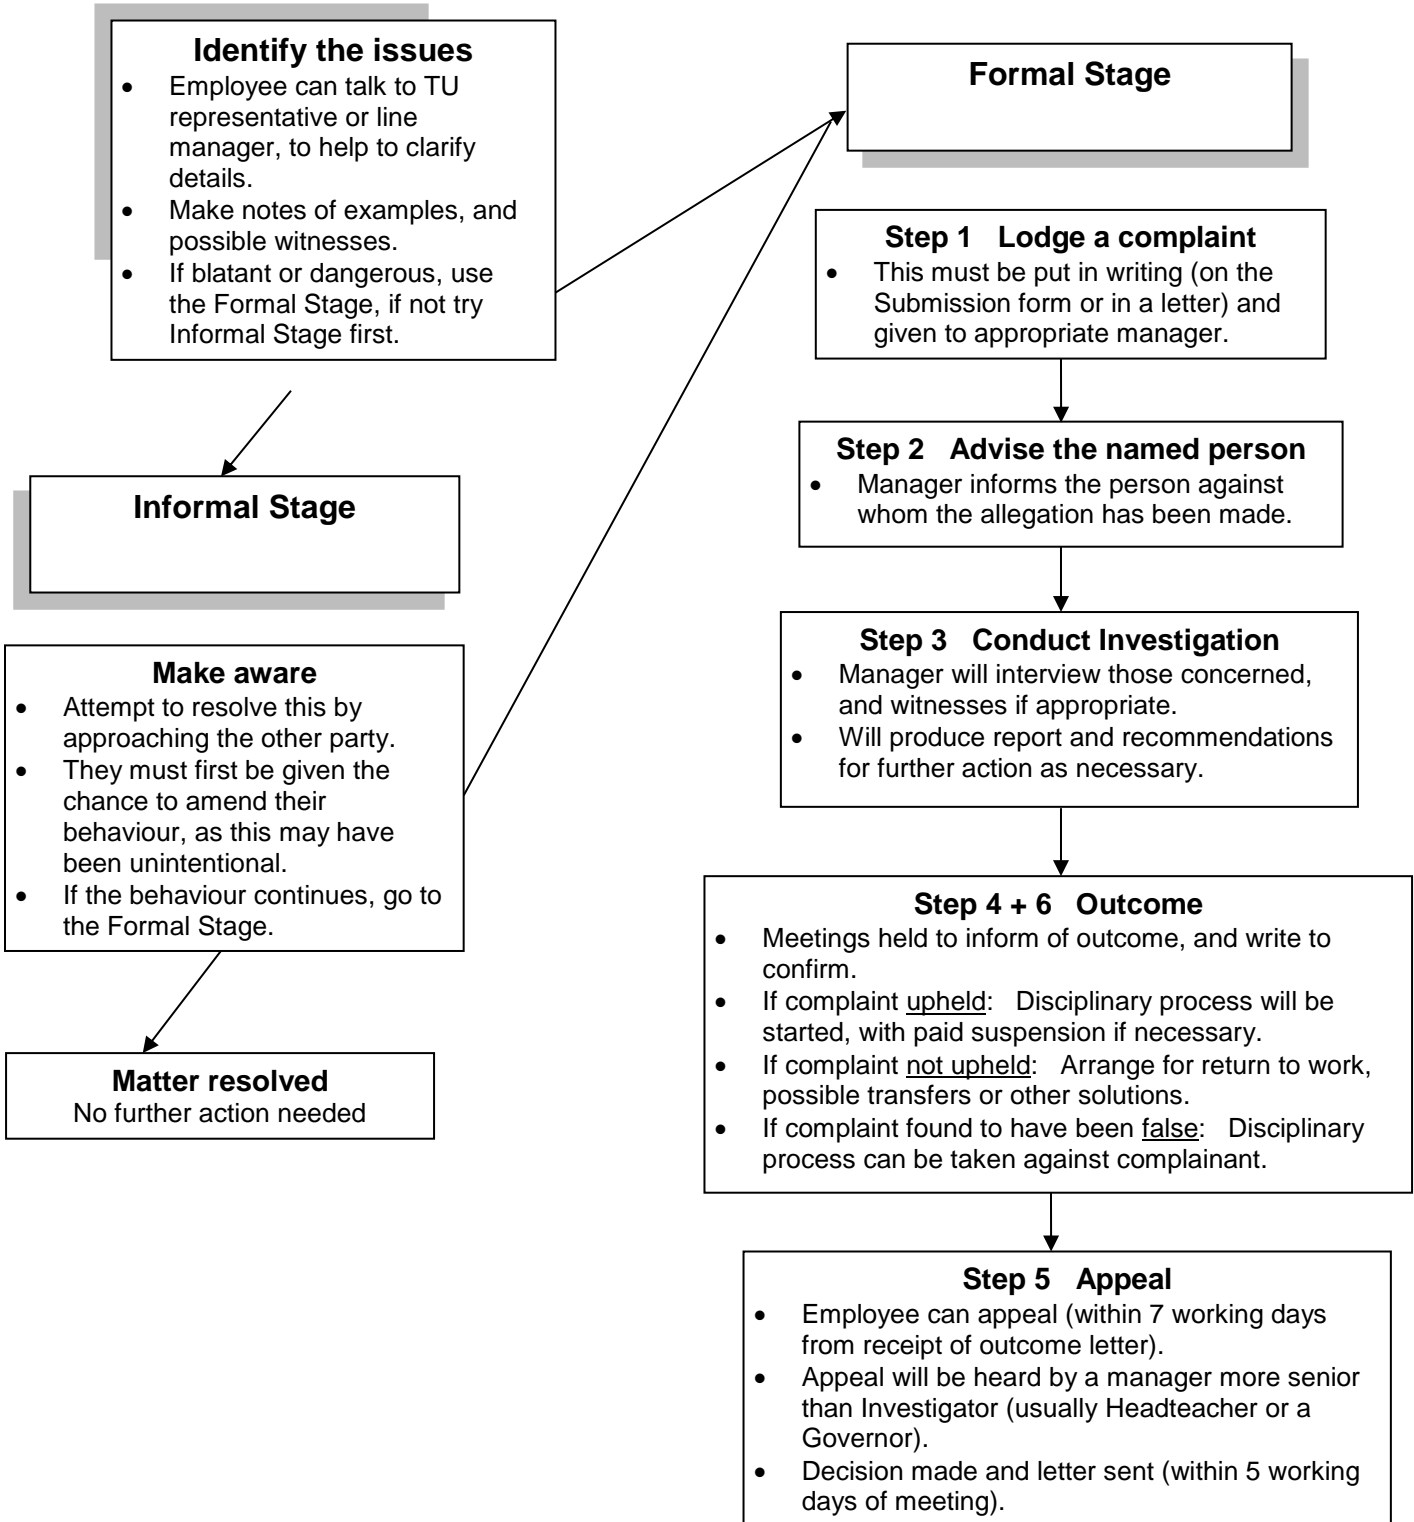 Identify the issues
• Employee can talk to TU
representative or line
manager, to help to clarify
details.
• Make notes of examples, and
possible witnesses.
• If blatant or dangerous, use
the Formal Stage, if not try
Informal Stage first.
Informal Stage
Make aware
• Attempt to resolve this by
approaching the other party.
• They must first be given the
chance to amend their
behaviour, as this may have
been unintentional.
• If the behaviour continues, go to
the Formal Stage.
Matter resolved
No further action needed
Formal Stage
Step 1 Lodge a complaint
• This must be put in writing (on the
Submission form or in a letter) and
given to appropriate manager.
Step 2 Advise the named person
• Manager informs the person against
whom the allegation has been made.
Step 3 Conduct Investigation
• Manager will interview those concerned,
and witnesses if appropriate.
• Will produce report and recommendations
for further action as necessary.
Step 4 + 6 Outcome
• Meetings held to inform of outcome, and write to
confirm.
• If complaint upheld: Disciplinary process will be
started, with paid suspension if necessary.
• If complaint not upheld: Arrange for return to work,
possible transfers or other solutions.
• If complaint found to have been false: Disciplinary
process can be taken against complainant.
Step 5 Appeal
• Employee can appeal (within 7 working days
from receipt of outcome letter).
• Appeal will be heard by a manager more senior
than Investigator (usually Headteacher or a
Governor).
• Decision made and letter sent (within 5 working
days of meeting).